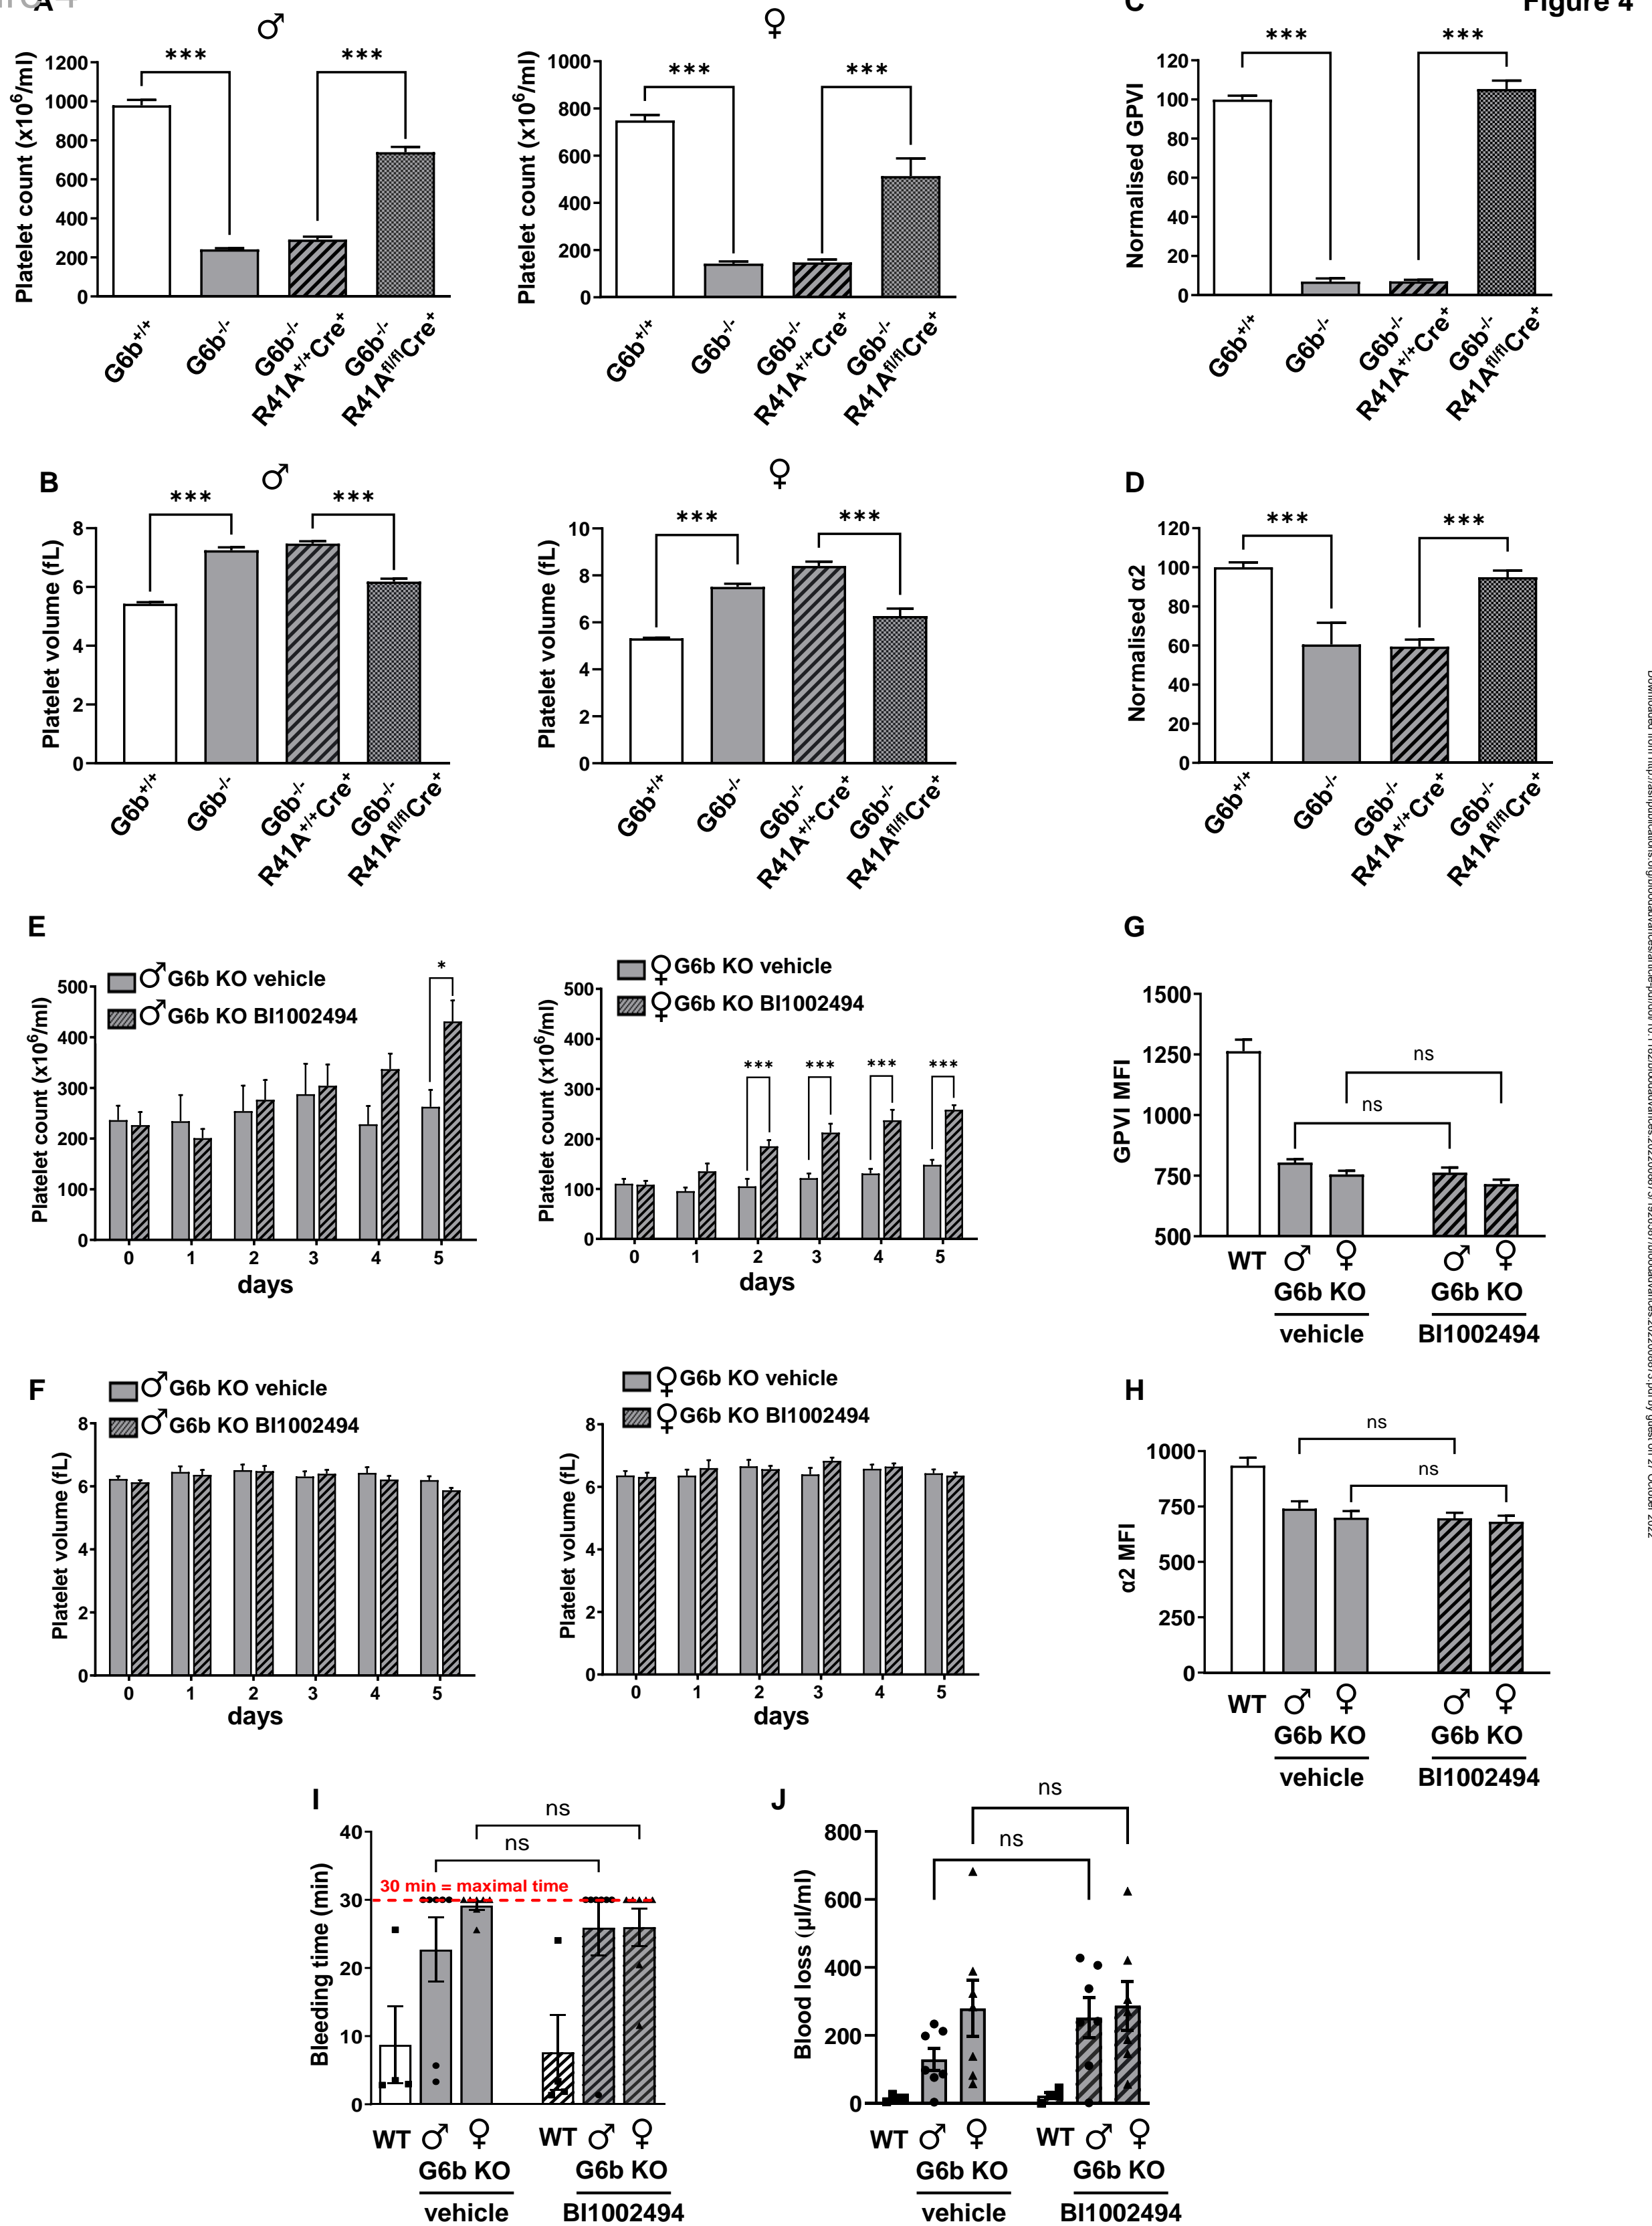 Figure 4
A
♂
♀
C
Platelet count (x10⁶/ml)
1200
1000
800
600
400
200
0
*** ***
G6b+/+
G6b-/-
G6b-/- R41A+/+Cre+
G6b-/- R41Afl/flCre+
Platelet count (x10⁶/ml)
1000
800
600
400
200
0
*** ***
G6b+/+
G6b-/-
G6b-/- R41A+/+Cre+
G6b-/- R41Afl/flCre+
Normalised GPVI
120
100
80
60
40
20
0
*** ***
G6b+/+
G6b-/-
G6b-/- R41A+/+Cre+
G6b-/- R41Afl/flCre+
B
♂
♀
D
Platelet volume (fL)
8
6
4
2
0
*** ***
G6b+/+
G6b-/-
G6b-/- R41A+/+Cre+
G6b-/- R41Afl/flCre+
Platelet volume (fL)
10
8
6
4
2
0
*** ***
G6b+/+
G6b-/-
G6b-/- R41A+/+Cre+
G6b-/- R41Afl/flCre+
Normalised α2
120
100
80
60
40
20
0
*** ***
G6b+/+
G6b-/-
G6b-/- R41A+/+Cre+
G6b-/- R41Afl/flCre+
E
♂ G6b KO vehicle
♂ G6b KO BI1002494
Platelet count (x10⁶/ml)
500
400
300
200
100
0
*
0 1 2 3 4 5
days
♀ G6b KO vehicle
♀ G6b KO BI1002494
Platelet count (x10⁶/ml)
500
400
300
200
100
0
*** *** *** ***
0 1 2 3 4 5
days
G
GPVI MFI
1500
1250
1000
750
500
ns
ns
WT ♂ ♀ ♂ ♀
G6b KO G6b KO
vehicle BI1002494
F
♂ G6b KO vehicle
♂ G6b KO BI1002494
Platelet volume (fL)
8
6
4
2
0
0 1 2 3 4 5
days
♀ G6b KO vehicle
♀ G6b KO BI1002494
Platelet volume (fL)
8
6
4
2
0
0 1 2 3 4 5
days
H
α2 MFI
1000
750
500
250
0
ns
ns
WT ♂ ♀ ♂ ♀
G6b KO G6b KO
vehicle BI1002494
I
Bleeding time (min)
40
30
20
10
0
ns
ns
30 min = maximal time
WT ♂ ♀ WT ♂ ♀
G6b KO G6b KO
vehicle BI1002494
J
Blood loss (µl/ml)
800
600
400
200
0
ns
ns
WT ♂ ♀ WT ♂ ♀
G6b KO G6b KO
vehicle BI1002494